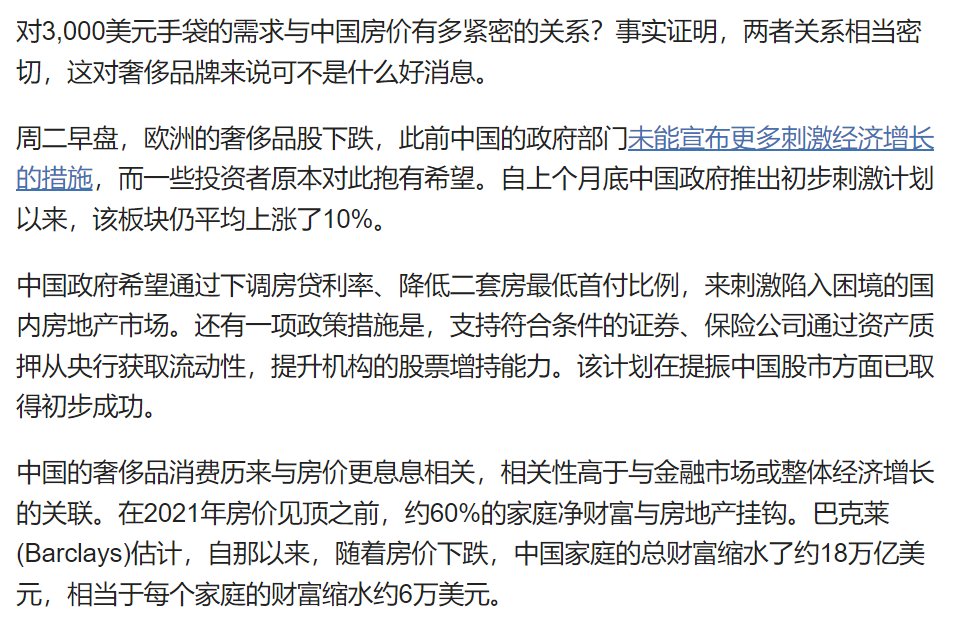 对3,000美元手袋的需求与中国房价有多紧密的关系？事实证明，两者关系相当密
切，这对奢侈品牌来说可不是什么好消息。
周二早盘，欧洲的奢侈品股下跌，此前中国的政府部门未能宣布更多刺激经济增长
的措施，而一些投资者原本对此抱有希望。自上个月底中国政府推出初步刺激计划
以来，该板块仍平均上涨了10%。
中国政府希望通过下调房贷利率、降低二套房最低首付比例，来刺激陷入困境的国
内房地产市场。还有一项政策措施是，支持符合条件的证券、保险公司通过资产质
押从央行获取流动性，提升机构的股票增持能力。该计划在提振中国股市方面已取
得初步成功。
中国的奢侈品消费历来与房价更息息相关，相关性高于与金融市场或整体经济增长
的关联。在2021年房价见顶之前，约60%的家庭净财富与房地产挂钩。巴克莱
(Barclays)估计，自那以来，随着房价下跌，中国家庭的总财富缩水了约18万亿美
元，相当于每个家庭的财富缩水约6万美元。